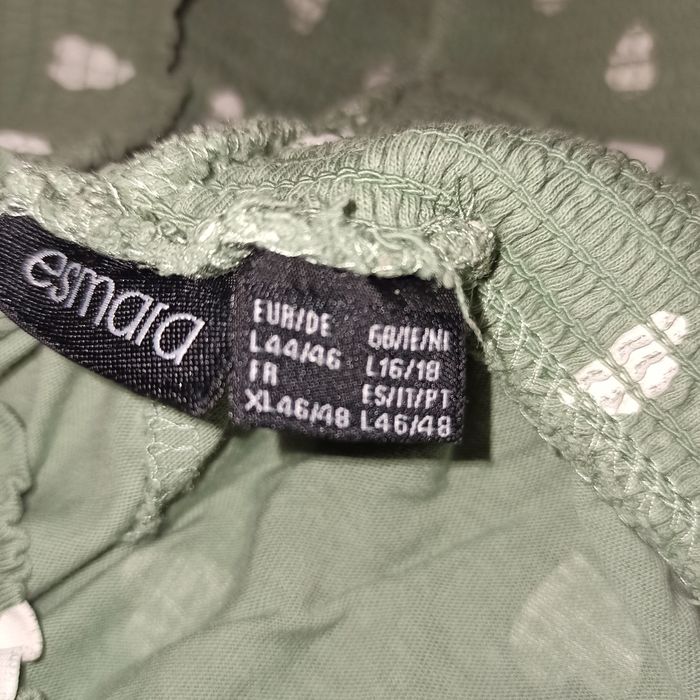 esmara
EUR/DE
L44/46
FR
XL46/48
GB/IE/NI
L16/18
ES/IT/PT
L46/48